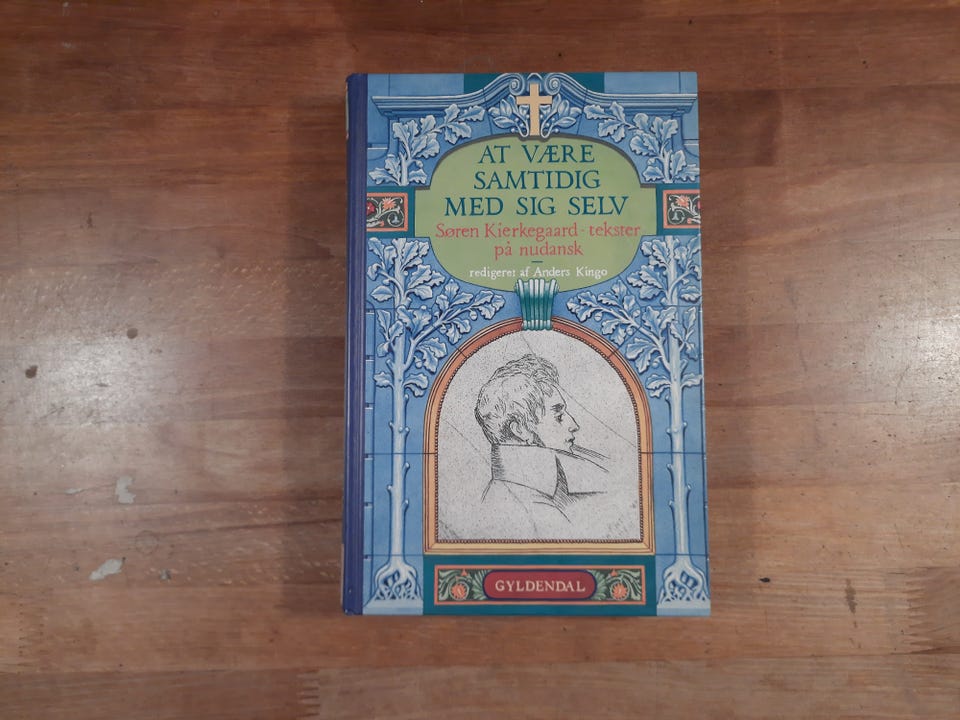 AT VÆRE
SAMTIDIG
MED SIG SELV
Søren Kierkegaard - tekster
på nudansk
redigeret af Anders Kingo
GYLDENDAL